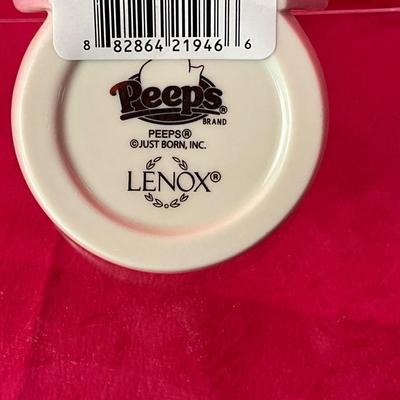 8 82864 21946 6
Peeps®
BRAND
PEEPS®
©JUST BORN, INC.
LENOX®